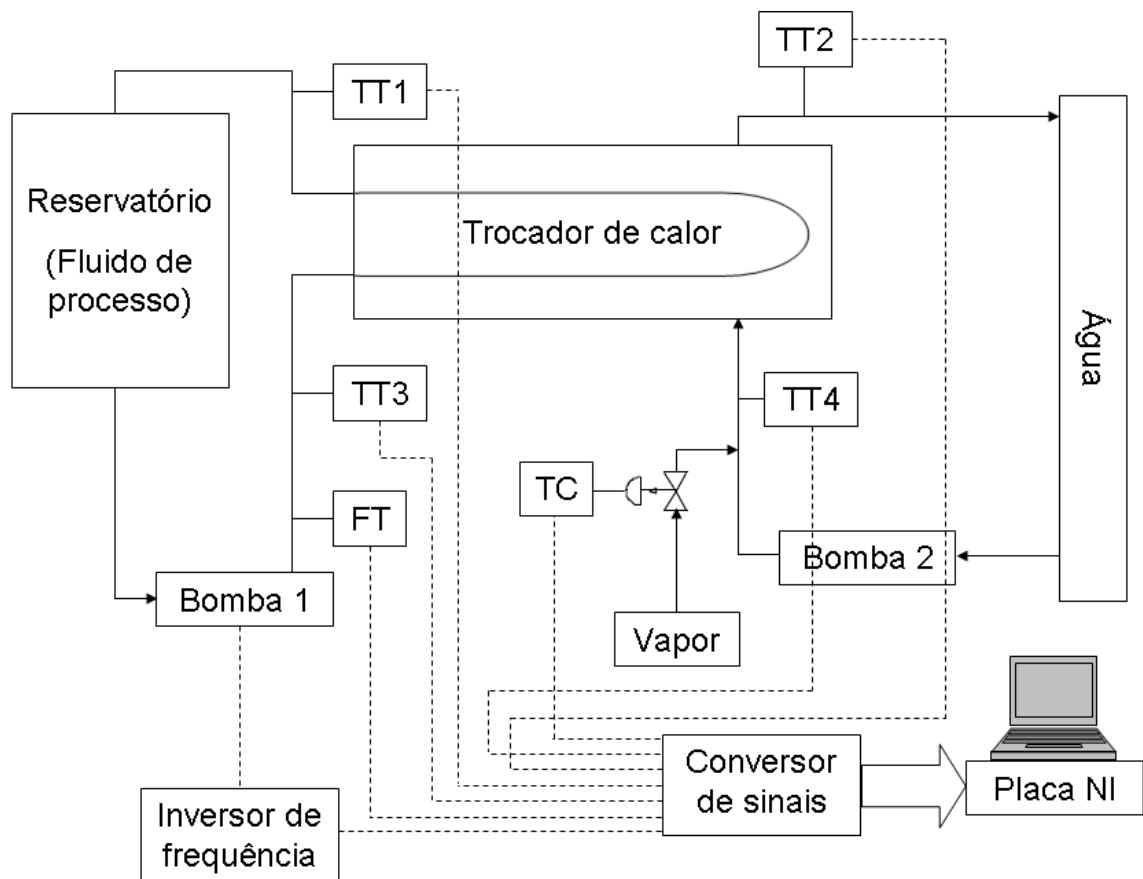 TT2
TT1
Reservatório
(Fluido de
processo)
Trocador de calor
Água
TT3
TT4
TC
FT
Bomba 2
Bomba 1
Vapor
Conversor
de sinais
Placa NI
Inversor de
frequência